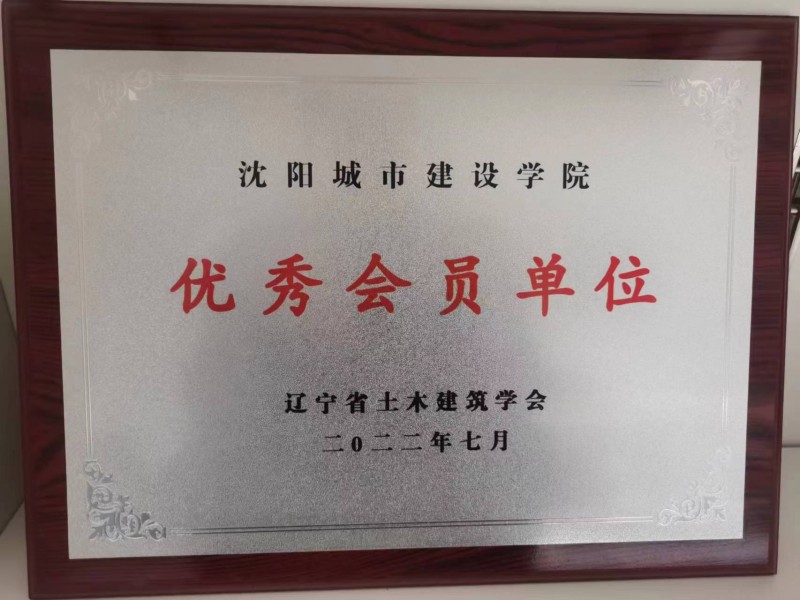 沈阳城市建设学院
优秀会员单位
辽宁省土木建筑学会
二0二二年七月